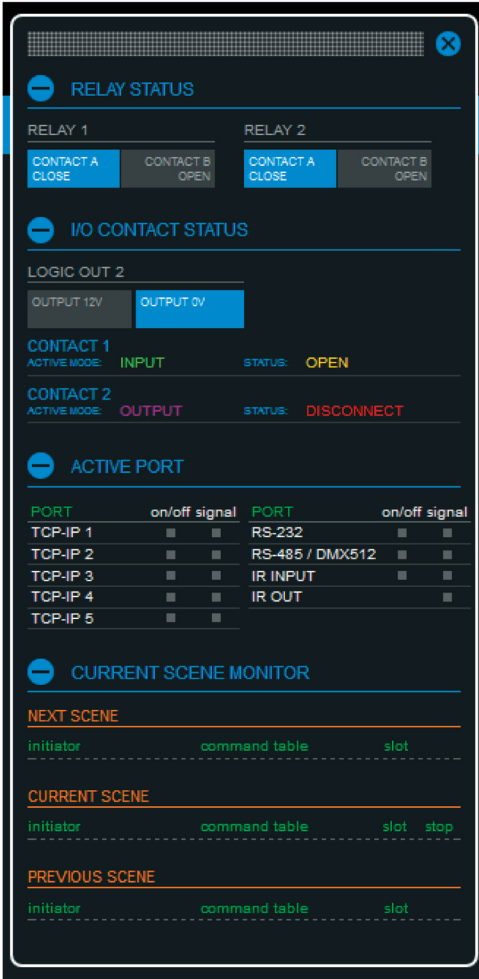 RELAY STATUS
RELAY 1 RELAY 2
CONTACT A CONTACT B CONTACT A CONTACT B
CLOSE OPEN CLOSE OPEN
I/O CONTACT STATUS
LOGIC OUT 2
OUTPUT 12V OUTPUT 0V
CONTACT 1
ACTIVE MODE: INPUT STATUS: OPEN
CONTACT 2
ACTIVE MODE: OUTPUT STATUS: DISCONNECT
ACTIVE PORT
PORT on/off signal PORT on/off signal
TCP-IP 1 RS-232
TCP-IP 2 RS-485 / DMX512
TCP-IP 3 IR INPUT
TCP-IP 4 IR OUT
TCP-IP 5
CURRENT SCENE MONITOR
NEXT SCENE
initiator command table slot
CURRENT SCENE
initiator command table slot stop
PREVIOUS SCENE
initiator command table slot